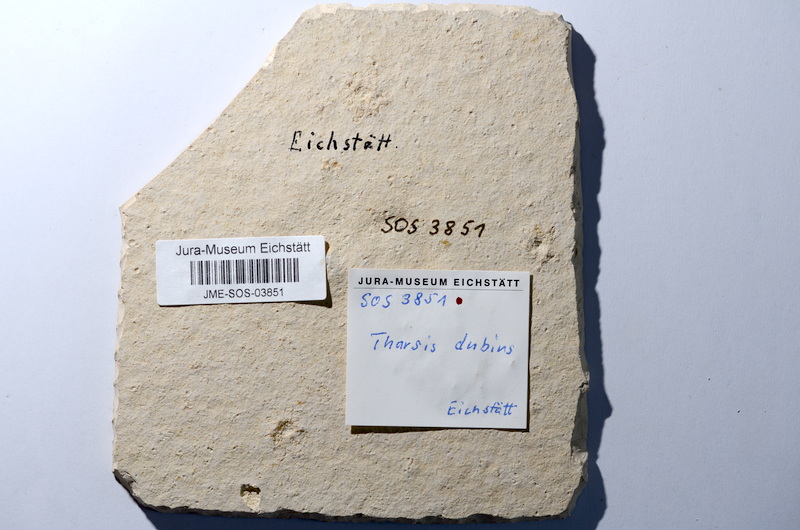 Eichstätt.
SOS 3851
Jura-Museum Eichstätt
JME-SOS-03851
JURA-MUSEUM EICHSTÄTT
SOS 3851
Tharsis dubius
Eichstätt